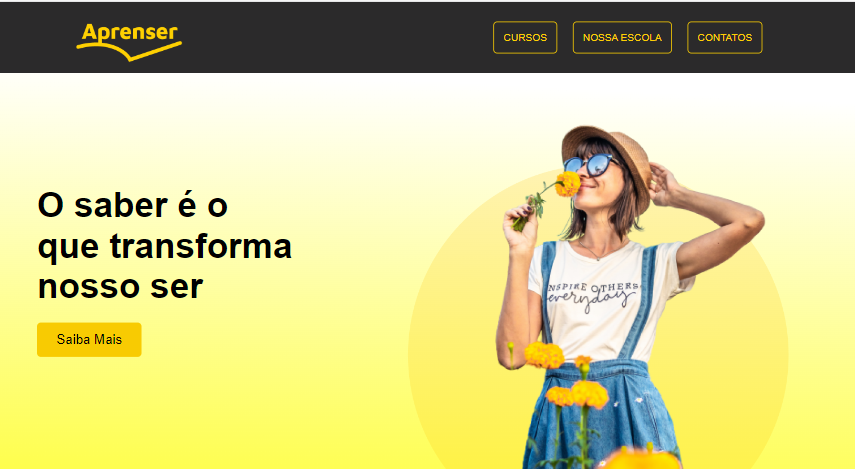 Aprenser
CURSOS
NOSSA ESCOLA
CONTATOS
O saber é o
que transforma
nosso ser
Saiba Mais
INSPIRE OTHERS
everyday